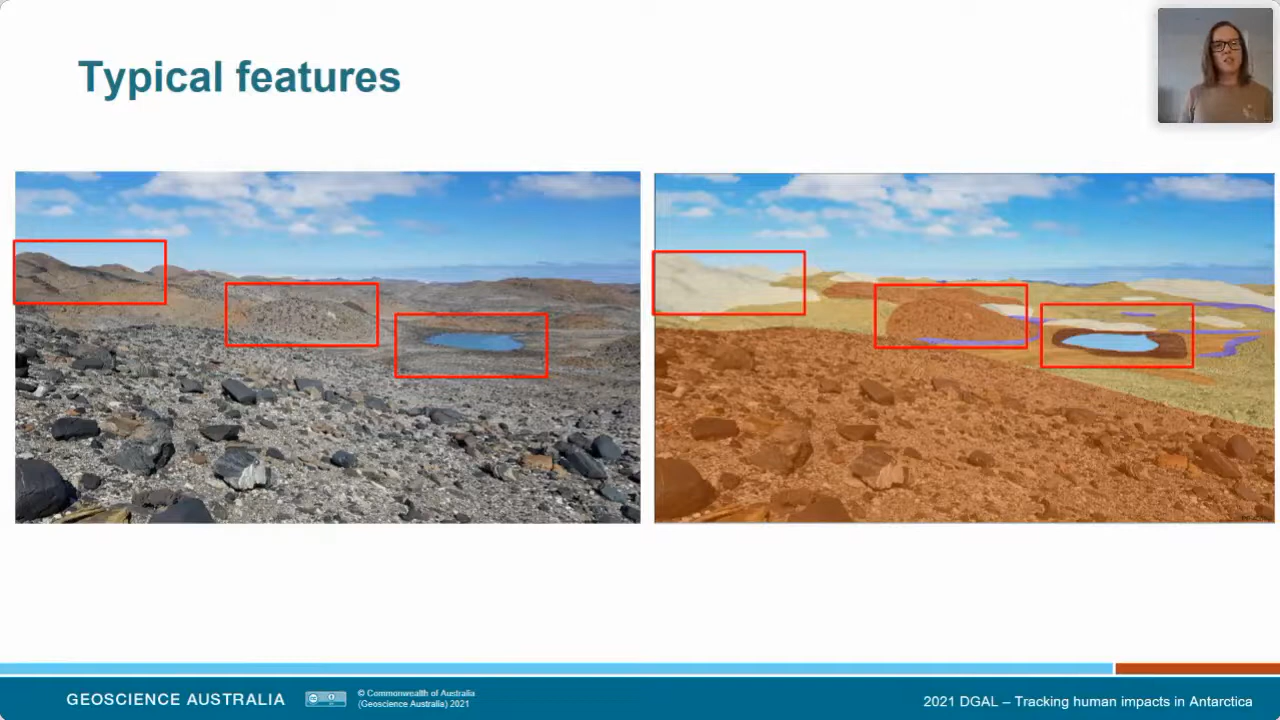 Typical features
GEOSCIENCE AUSTRALIA
© Commonwealth of Australia
(Geoscience Australia) 2021
2021 DGAL – Tracking human impacts in Antarctica